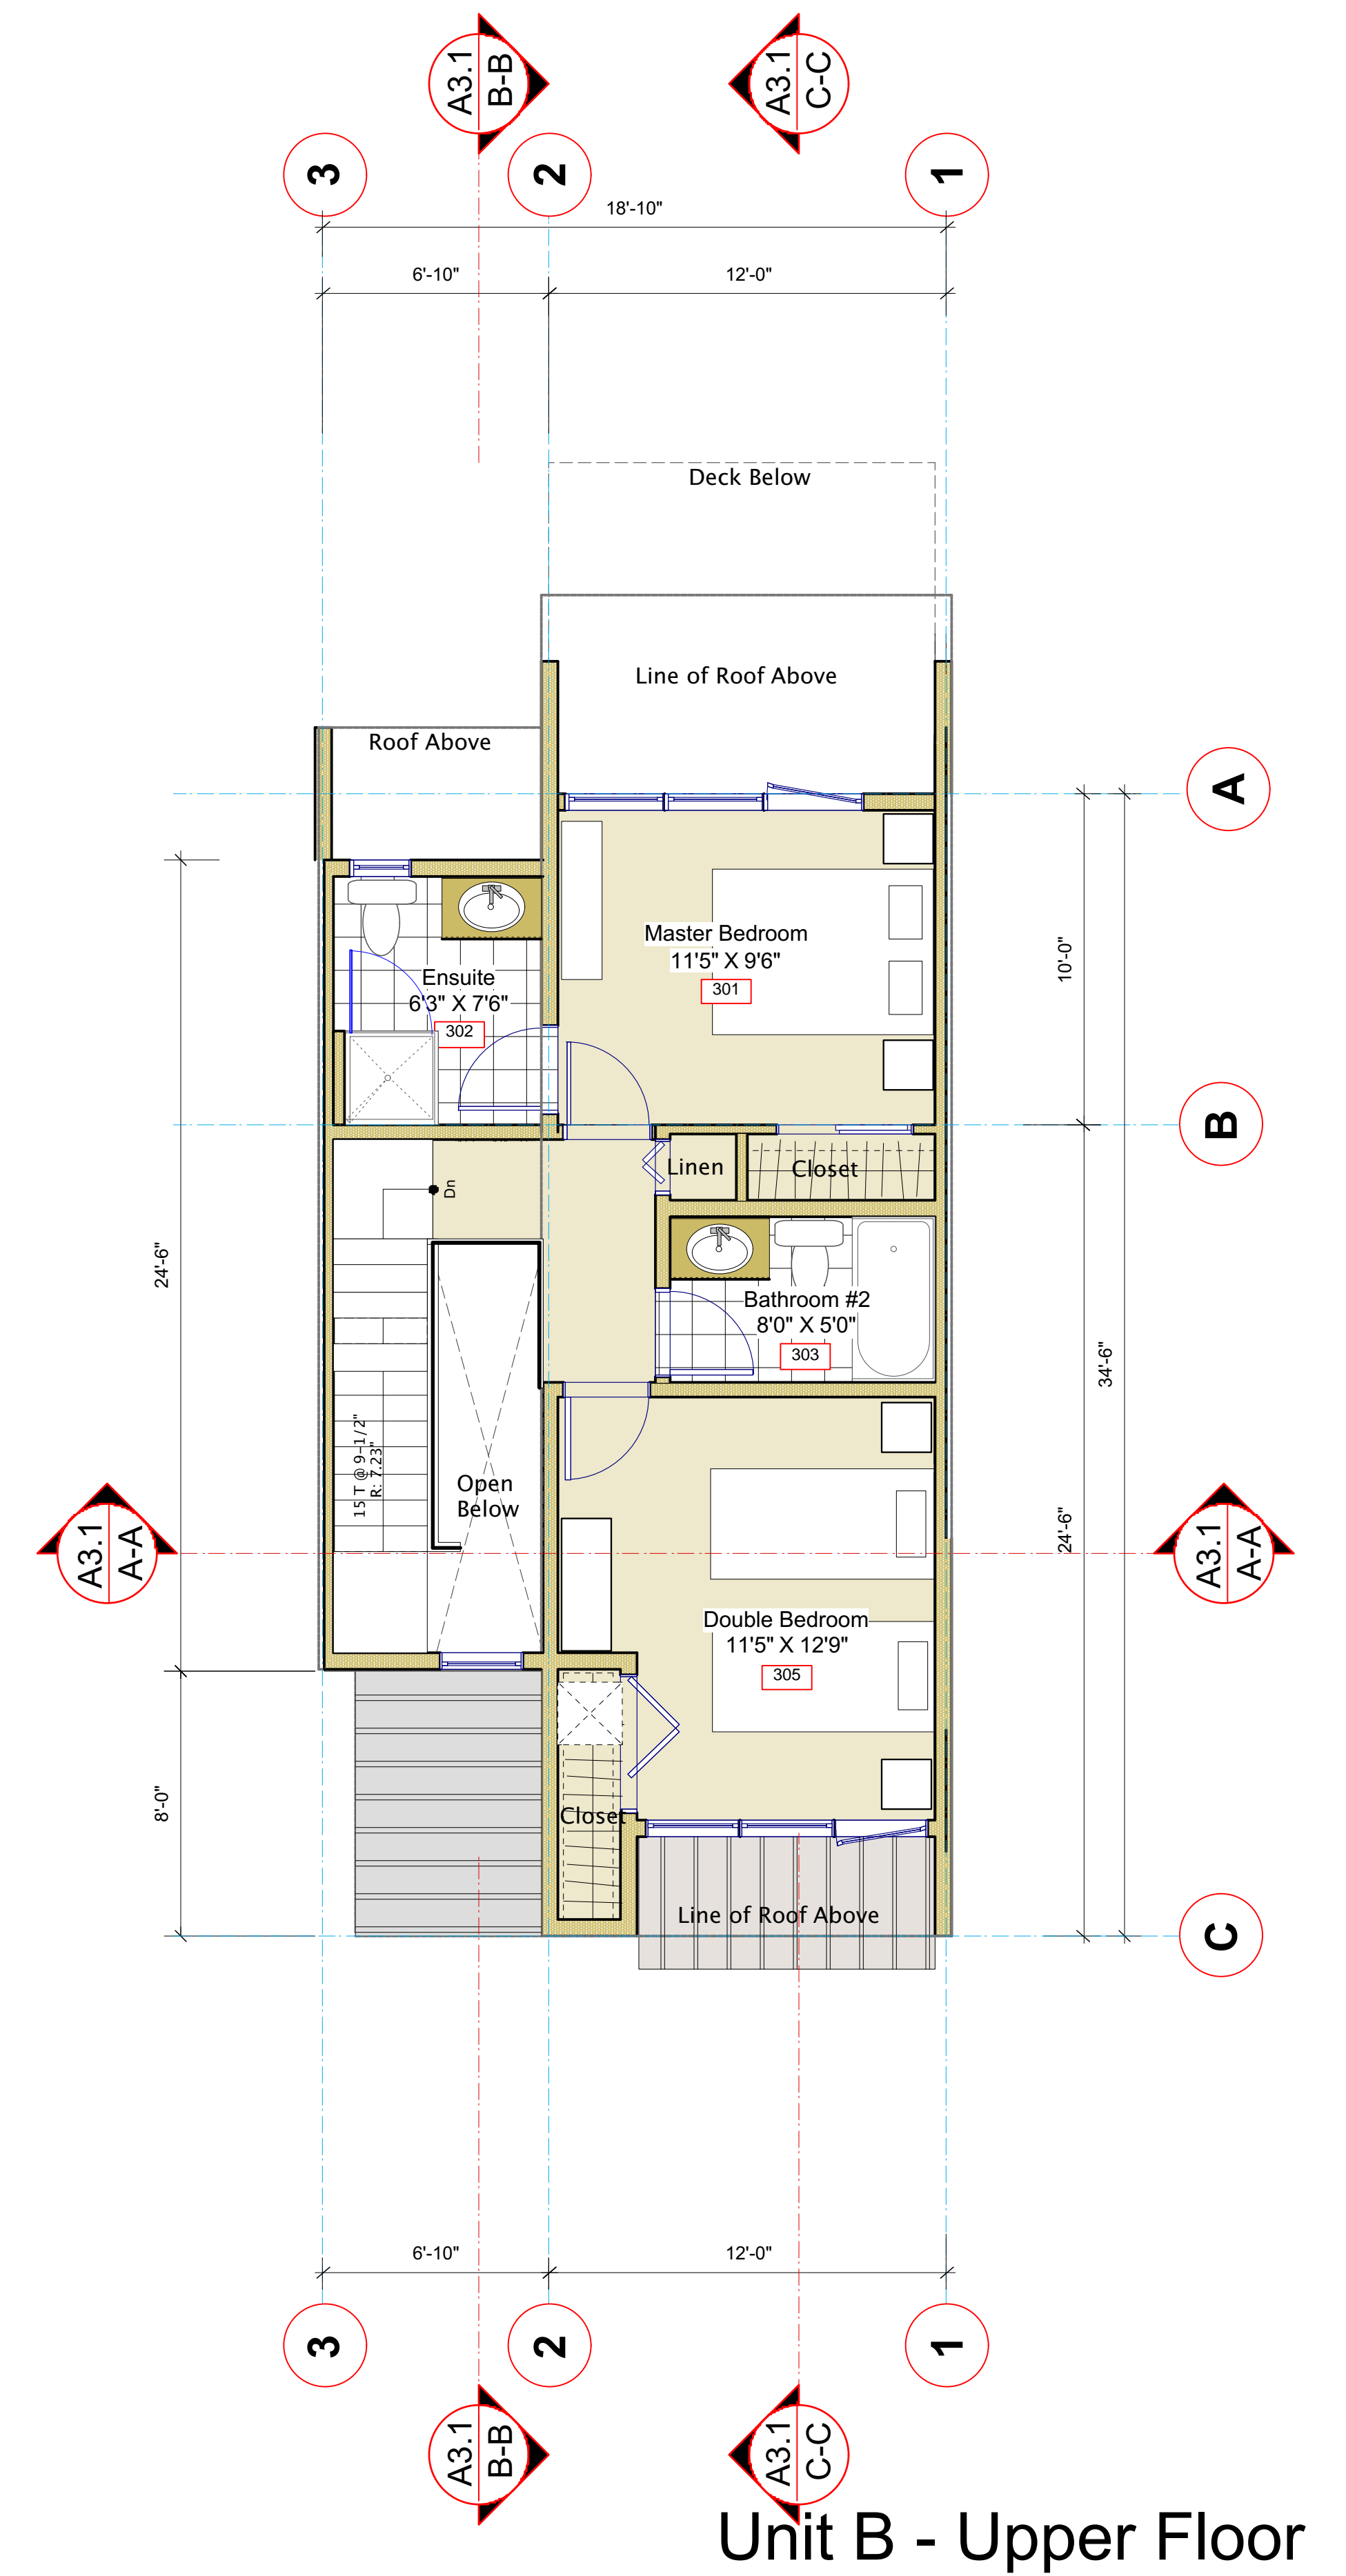 A3.1
B-B
A3.1
C-C
3
2
1
18'-10"
6'-10"
12'-0"
Deck Below
Line of Roof Above
Roof Above
A
Master Bedroom
11'5" X 9'6"
301
10'-0"
Ensuite
6'3" X 7'6"
302
B
Linen
Closet
Dn
24'-6"
Bathroom #2
8'0" X 5'0"
303
34'-6"
15 T @ 9-1/2"
R: 7.23"
Open
Below
24'-6"
A3.1
A-A
A3.1
A-A
Double Bedroom
11'5" X 12'9"
305
8'-0"
Closet
Line of Roof Above
C
6'-10"
12'-0"
3
2
1
A3.1
B-B
A3.1
C-C
Unit B - Upper Floor